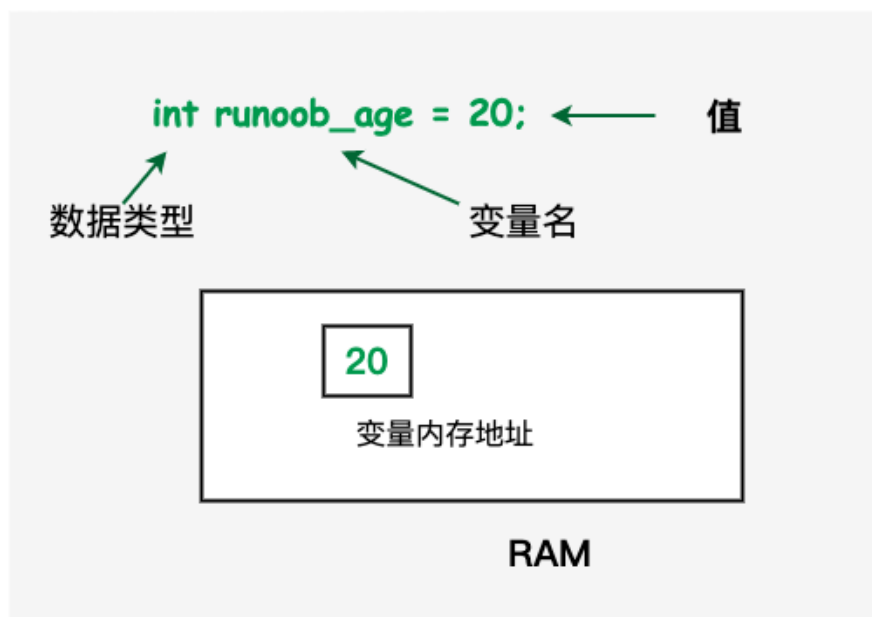 int runoob_age = 20;
值
数据类型
变量名
20
变量内存地址
RAM